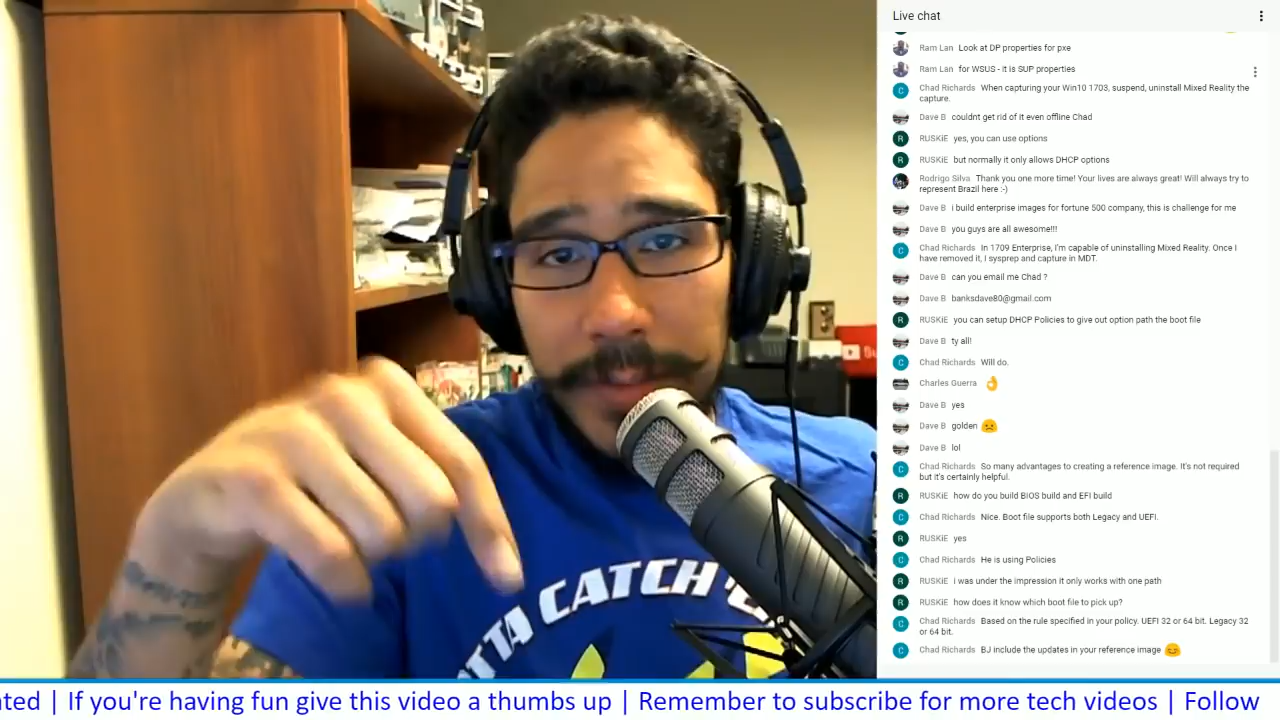 Live chat
Ram Lan Look at DP properties for pxe
Ram Lan for WSUS - it is SUP properties
Chad Richards When capturing your Win10 1703, suspend, uninstall Mixed Reality the
capture.
Dave B couldnt get rid of it even offline Chad
RUSKiE yes, you can use options
RUSKiE but normally it only allows DHCP options
Rodrigo Silva Thank you one more time! Your lives are always great! Will always try to
represent Brazil here :-)
Dave B i build enterprise images for fortune 500 company, this is challenge for me
Dave B you guys are all awesome!!!
Chad Richards In 1709 Enterprise, I'm capable of uninstalling Mixed Reality. Once I
have removed it, I sysprep and capture in MDT.
Dave B can you email me Chad ?
Dave B banksdave80@gmail.com
RUSKiE you can setup DHCP Policies to give out option path the boot file
Dave B ty all!
Chad Richards Will do.
Charles Guerra 👌
Dave B yes
Dave B golden ☹️
Dave B lol
Chad Richards So many advantages to creating a reference image. It's not required
but it's certainly helpful.
RUSKiE how do you build BIOS build and EFI build
Chad Richards Nice. Boot file supports both Legacy and UEFI.
RUSKiE yes
Chad Richards He is using Policies
RUSKiE i was under the impression it only works with one path
RUSKiE how does it know which boot file to pick up?
Chad Richards Based on the rule specified in your policy. UEFI 32 or 64 bit. Legacy 32
or 64 bit.
Chad Richards BJ include the updates in your reference image 😊
TTA CATCH '
ted | If you're having fun give this video a thumbs up | Remember to subscribe for more tech videos | Follow